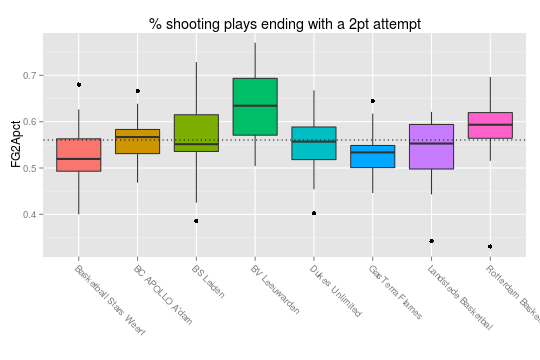 % shooting plays ending with a 2pt attempt
FG2Apct
0.7
0.6
0.5
0.4
Basketball Stars Weert
BC APOLLO A'dam
BS Leiden
BV Leeuwarden
Dukes Unlimited
GasTerra Flames
Landstede Basketbal
Rotterdam Baske